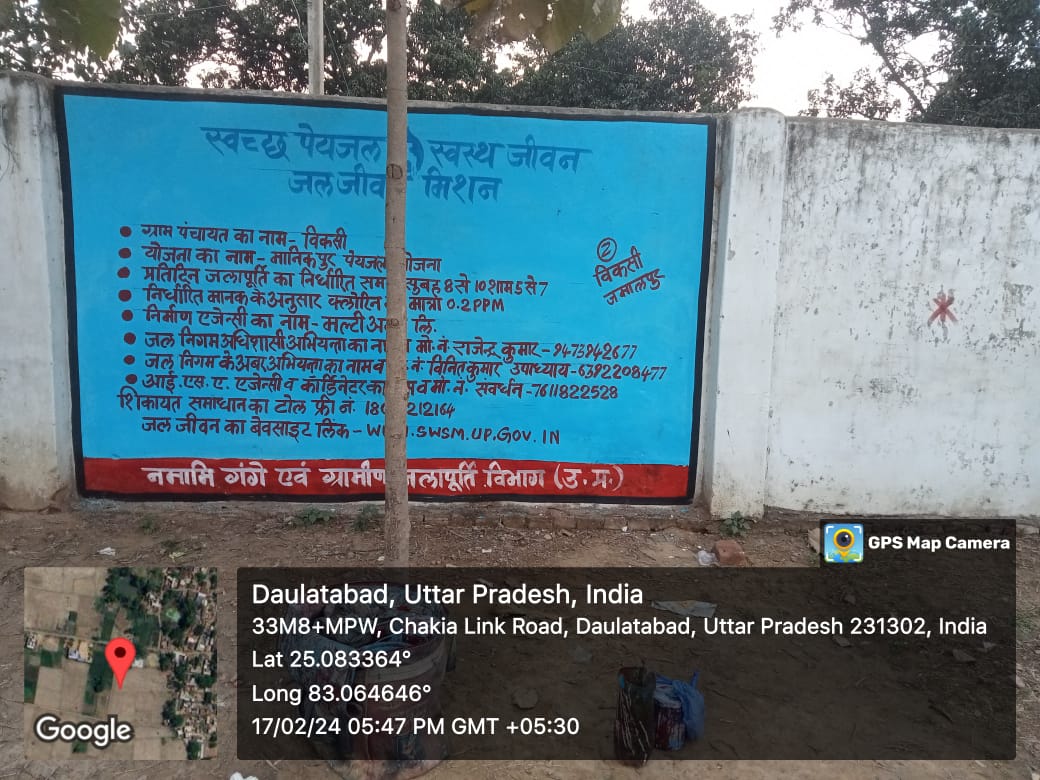 स्वच्छ पेयजल स्वस्थ जीवन
जल जीव मिशन
ग्राम पंचायत का नाम - विकसी
योजना का नाम - मानिकपुर पेयजल योजना
प्रतिदिन जलापूर्ति का निर्धारित सम सुबह 8 से 10 शाम 5 से 7
निर्धारित मानक के अनुसार क्लोरिन मात्रा 0.2 PPM
निर्माण एजेन्सी का नाम - मल्टी लि.
जल निगम अधिशासी अभियन्ता का ना मो. नं. राजेन्द्र कुमार - 9473942677
जल निगम के अवर अभियन्ता का नाम व नं. विनित कुमार उपाध्याय - 6392208477
आई. एस. ए. एजेन्सी व कॉर्डिनेटर का व मो. नं. संवर्धन - 7611822528
शिकायत समाधान का टोल फ्री नं. 18 212164
जल जीवन का बेवसाइट लिंक - W .SWSM.UP.GOV.IN
नमामि गंगे एवं ग्रामीण जलापूर्ति विभाग (उ.प्र.)
2
विकसी
जमालपुर
GPS Map Camera
Daulatabad, Uttar Pradesh, India
33M8+MPW, Chakia Link Road, Daulatabad, Uttar Pradesh 231302, India
Lat 25.083364°
Long 83.064646°
17/02/24 05:47 PM GMT +05:30
Google